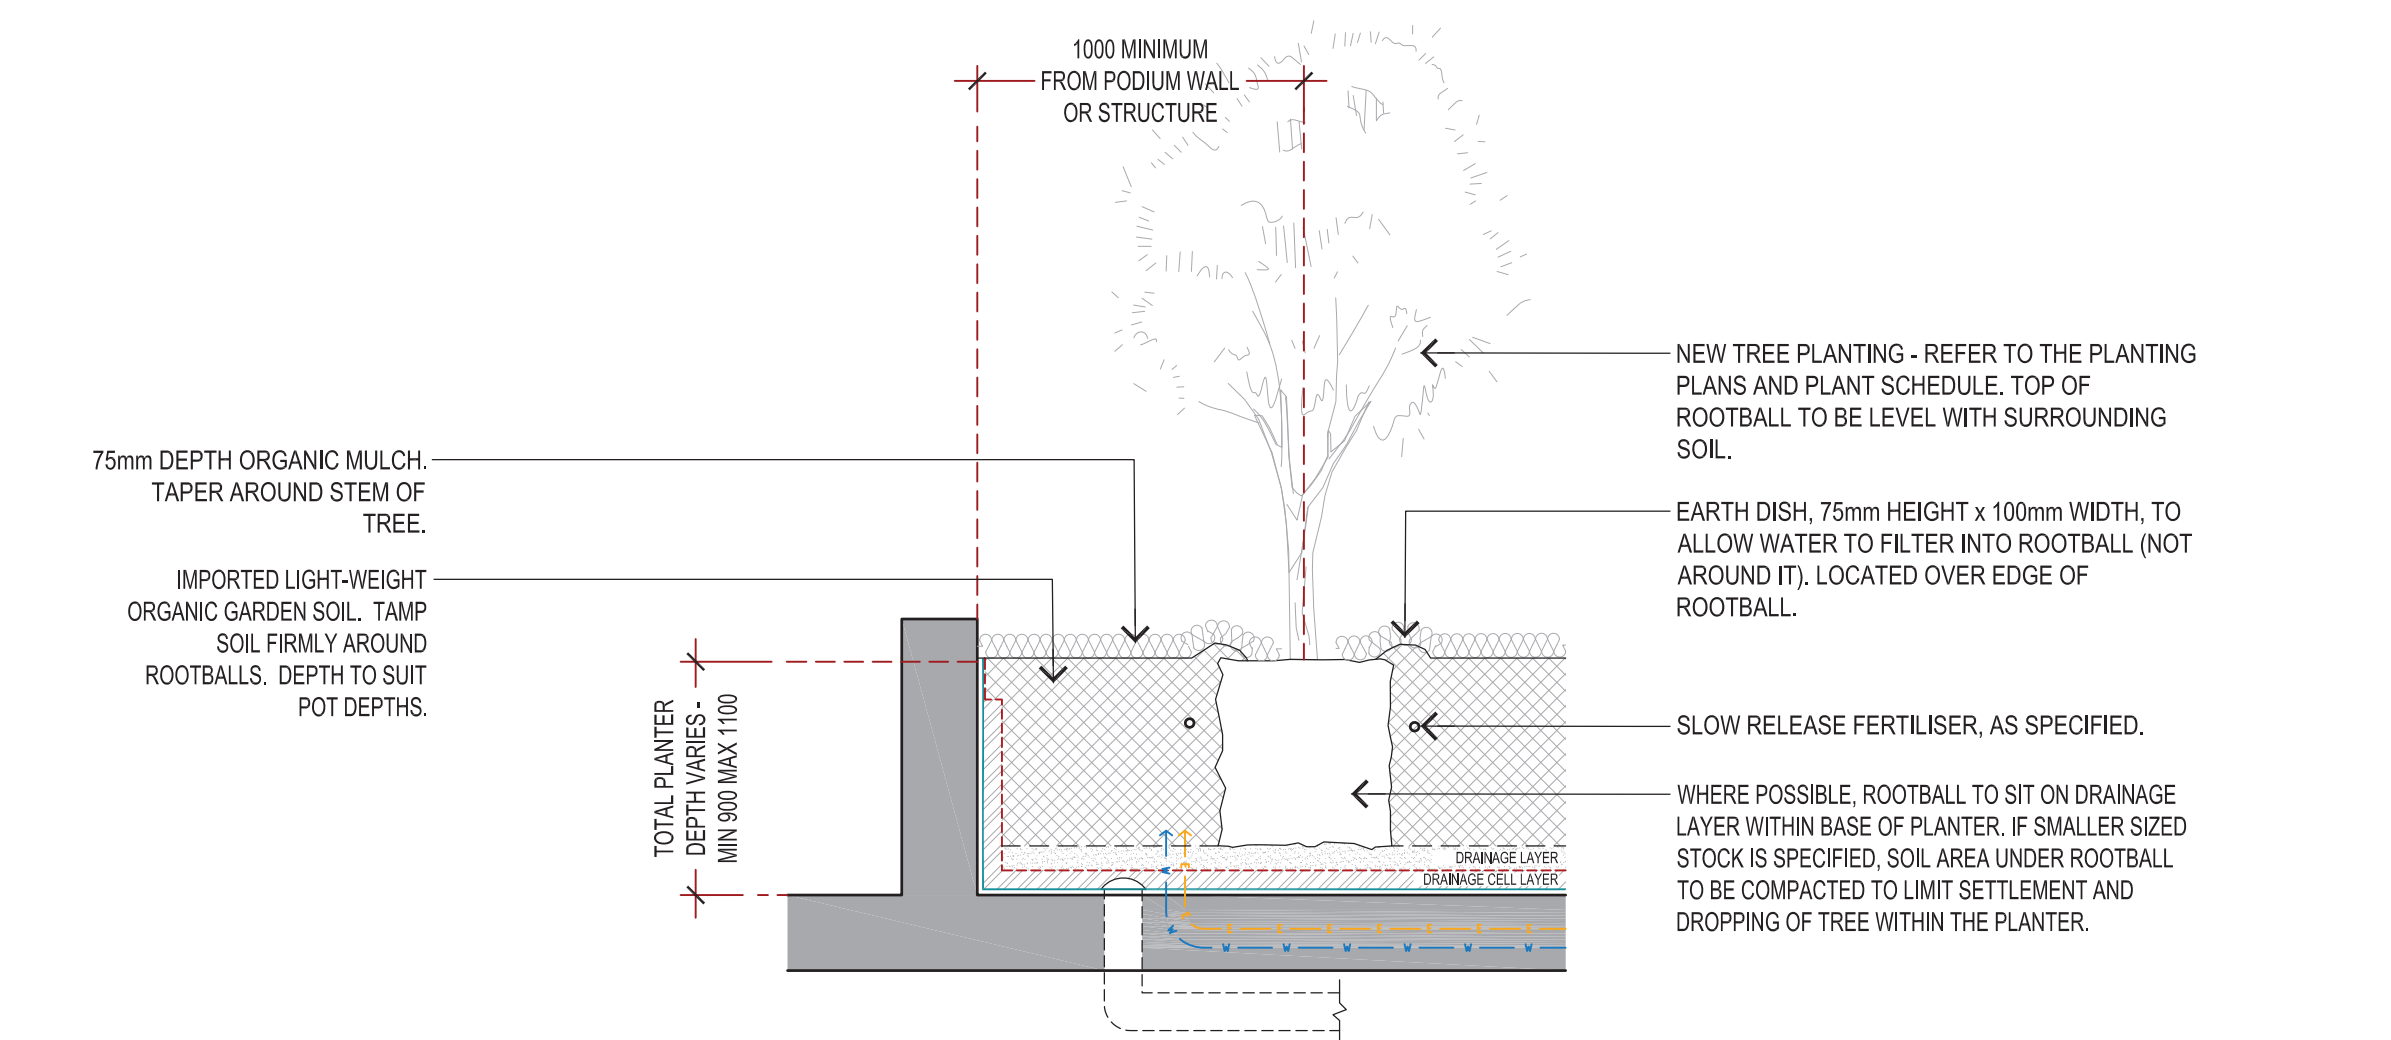 1000 MINIMUM
FROM PODIUM WALL
OR STRUCTURE
75mm DEPTH ORGANIC MULCH.
TAPER AROUND STEM OF
TREE.
IMPORTED LIGHT-WEIGHT
ORGANIC GARDEN SOIL. TAMP
SOIL FIRMLY AROUND
ROOTBALLS. DEPTH TO SUIT
POT DEPTHS.
TOTAL PLANTER
DEPTH VARIES -
MIN 900 MAX 1100
NEW TREE PLANTING - REFER TO THE PLANTING
PLANS AND PLANT SCHEDULE. TOP OF
ROOTBALL TO BE LEVEL WITH SURROUNDING
SOIL.
EARTH DISH, 75mm HEIGHT x 100mm WIDTH, TO
ALLOW WATER TO FILTER INTO ROOTBALL (NOT
AROUND IT). LOCATED OVER EDGE OF
ROOTBALL.
SLOW RELEASE FERTILISER, AS SPECIFIED.
WHERE POSSIBLE, ROOTBALL TO SIT ON DRAINAGE
LAYER WITHIN BASE OF PLANTER. IF SMALLER SIZED
STOCK IS SPECIFIED, SOIL AREA UNDER ROOTBALL
TO BE COMPACTED TO LIMIT SETTLEMENT AND
DROPPING OF TREE WITHIN THE PLANTER.
DRAINAGE LAYER
DRAINAGE CELL LAYER
W W W W W W